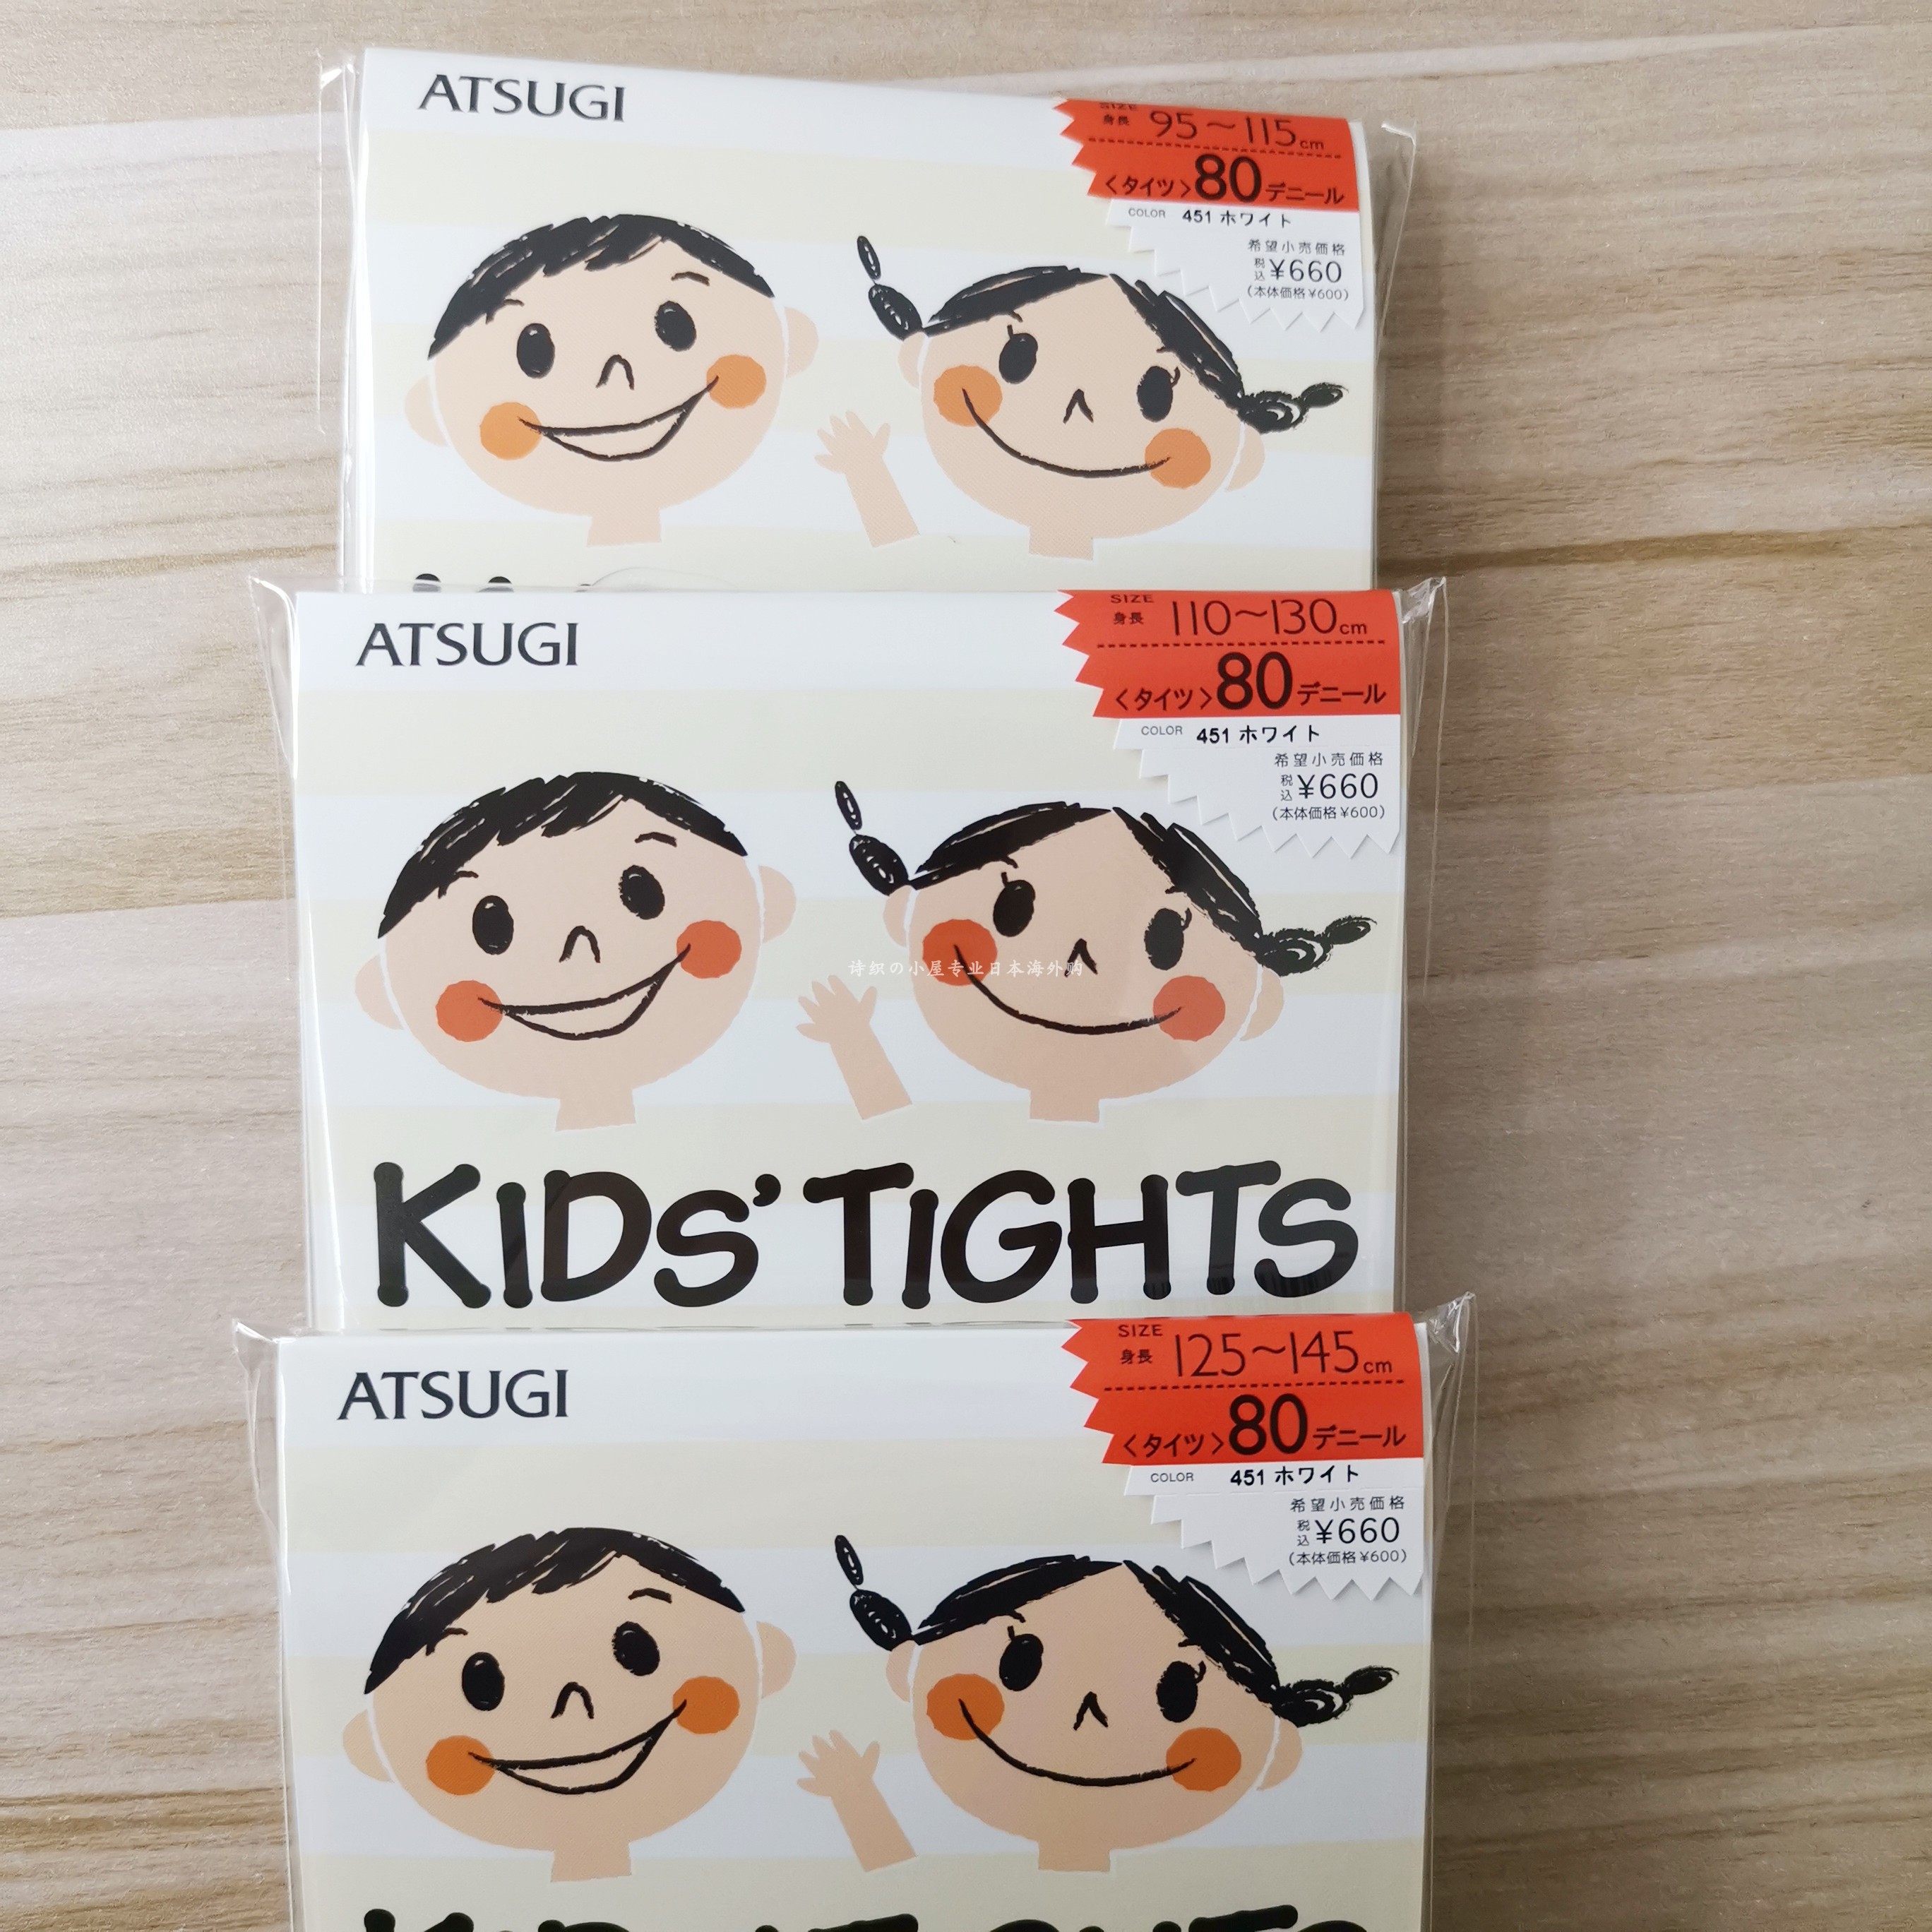 ATSUGI
SIZE
身長 95～115cm
〈タイツ〉80デニール
COLOR 451 ホワイト
希望小売価格
税込 ¥660
(本体価格¥600)
ATSUGI
SIZE
身長 110～130cm
〈タイツ〉80デニール
COLOR 451 ホワイト
希望小売価格
税込 ¥660
(本体価格¥600)
诗织の小屋专业日本海外购
KIDS' TIGHTS
ATSUGI
SIZE
身長 125～145cm
〈タイツ〉80デニール
COLOR 451 ホワイト
希望小売価格
税込 ¥660
(本体価格¥600)